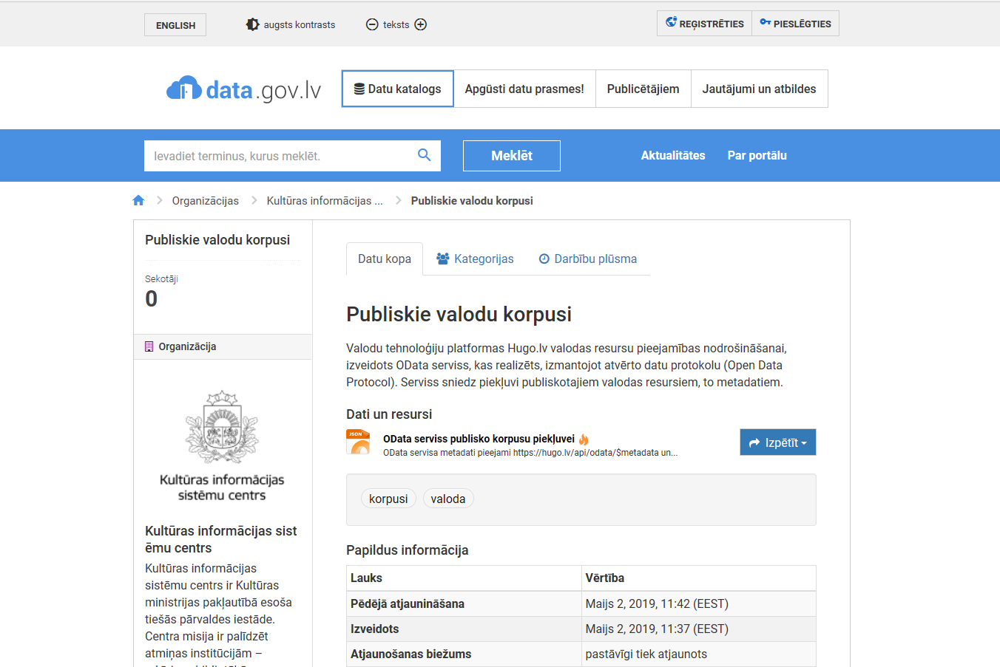 ENGLISH
augsts kontrasts
teksts
REĢISTRĒTIES
PIESLĒGTIES
data.gov.lv
Datu katalogs
Apgūsti datu prasmes!
Publicētājiem
Jautājumi un atbildes
Ievadiet terminus, kurus meklēt.
Meklēt
Aktualitātes
Par portālu
Organizācijas
Kultūras informācijas ...
Publiskie valodu korpusi
Publiskie valodu korpusi
Sekotāji
0
Organizācija
Kultūras informācijas
sistēmu centrs
Kultūras informācijas sist
ēmu centrs
Kultūras informācijas
sistēmu centrs ir Kultūras
ministrijas pakļautībā esoša
tiešās pārvaldes iestāde.
Centra misija ir palīdzēt
atmiņas institūcijām –
Datu kopa
Kategorijas
Darbību plūsma
Publiskie valodu korpusi
Valodu tehnoloģiju platformas Hugo.lv valodas resursu pieejamības nodrošināšanai,
izveidots OData serviss, kas realizēts, izmantojot atvērto datu protokolu (Open Data
Protocol). Serviss sniedz piekļuvi publiskotajiem valodas resursiem, to metadatiem.
Dati un resursi
JSON
OData serviss publisko korpusu piekļuvei
OData servisa metadati pieejami https://hugo.lv/api/odata/$metadata un...
Izpētīt
korpusi
valoda
Papildus informācija
Lauks Vērtība
Pēdējā atjaunināšana Maijs 2, 2019, 11:42 (EEST)
Izveidots Maijs 2, 2019, 11:37 (EEST)
Atjaunošanas biežums pastāvīgi tiek atjaunots